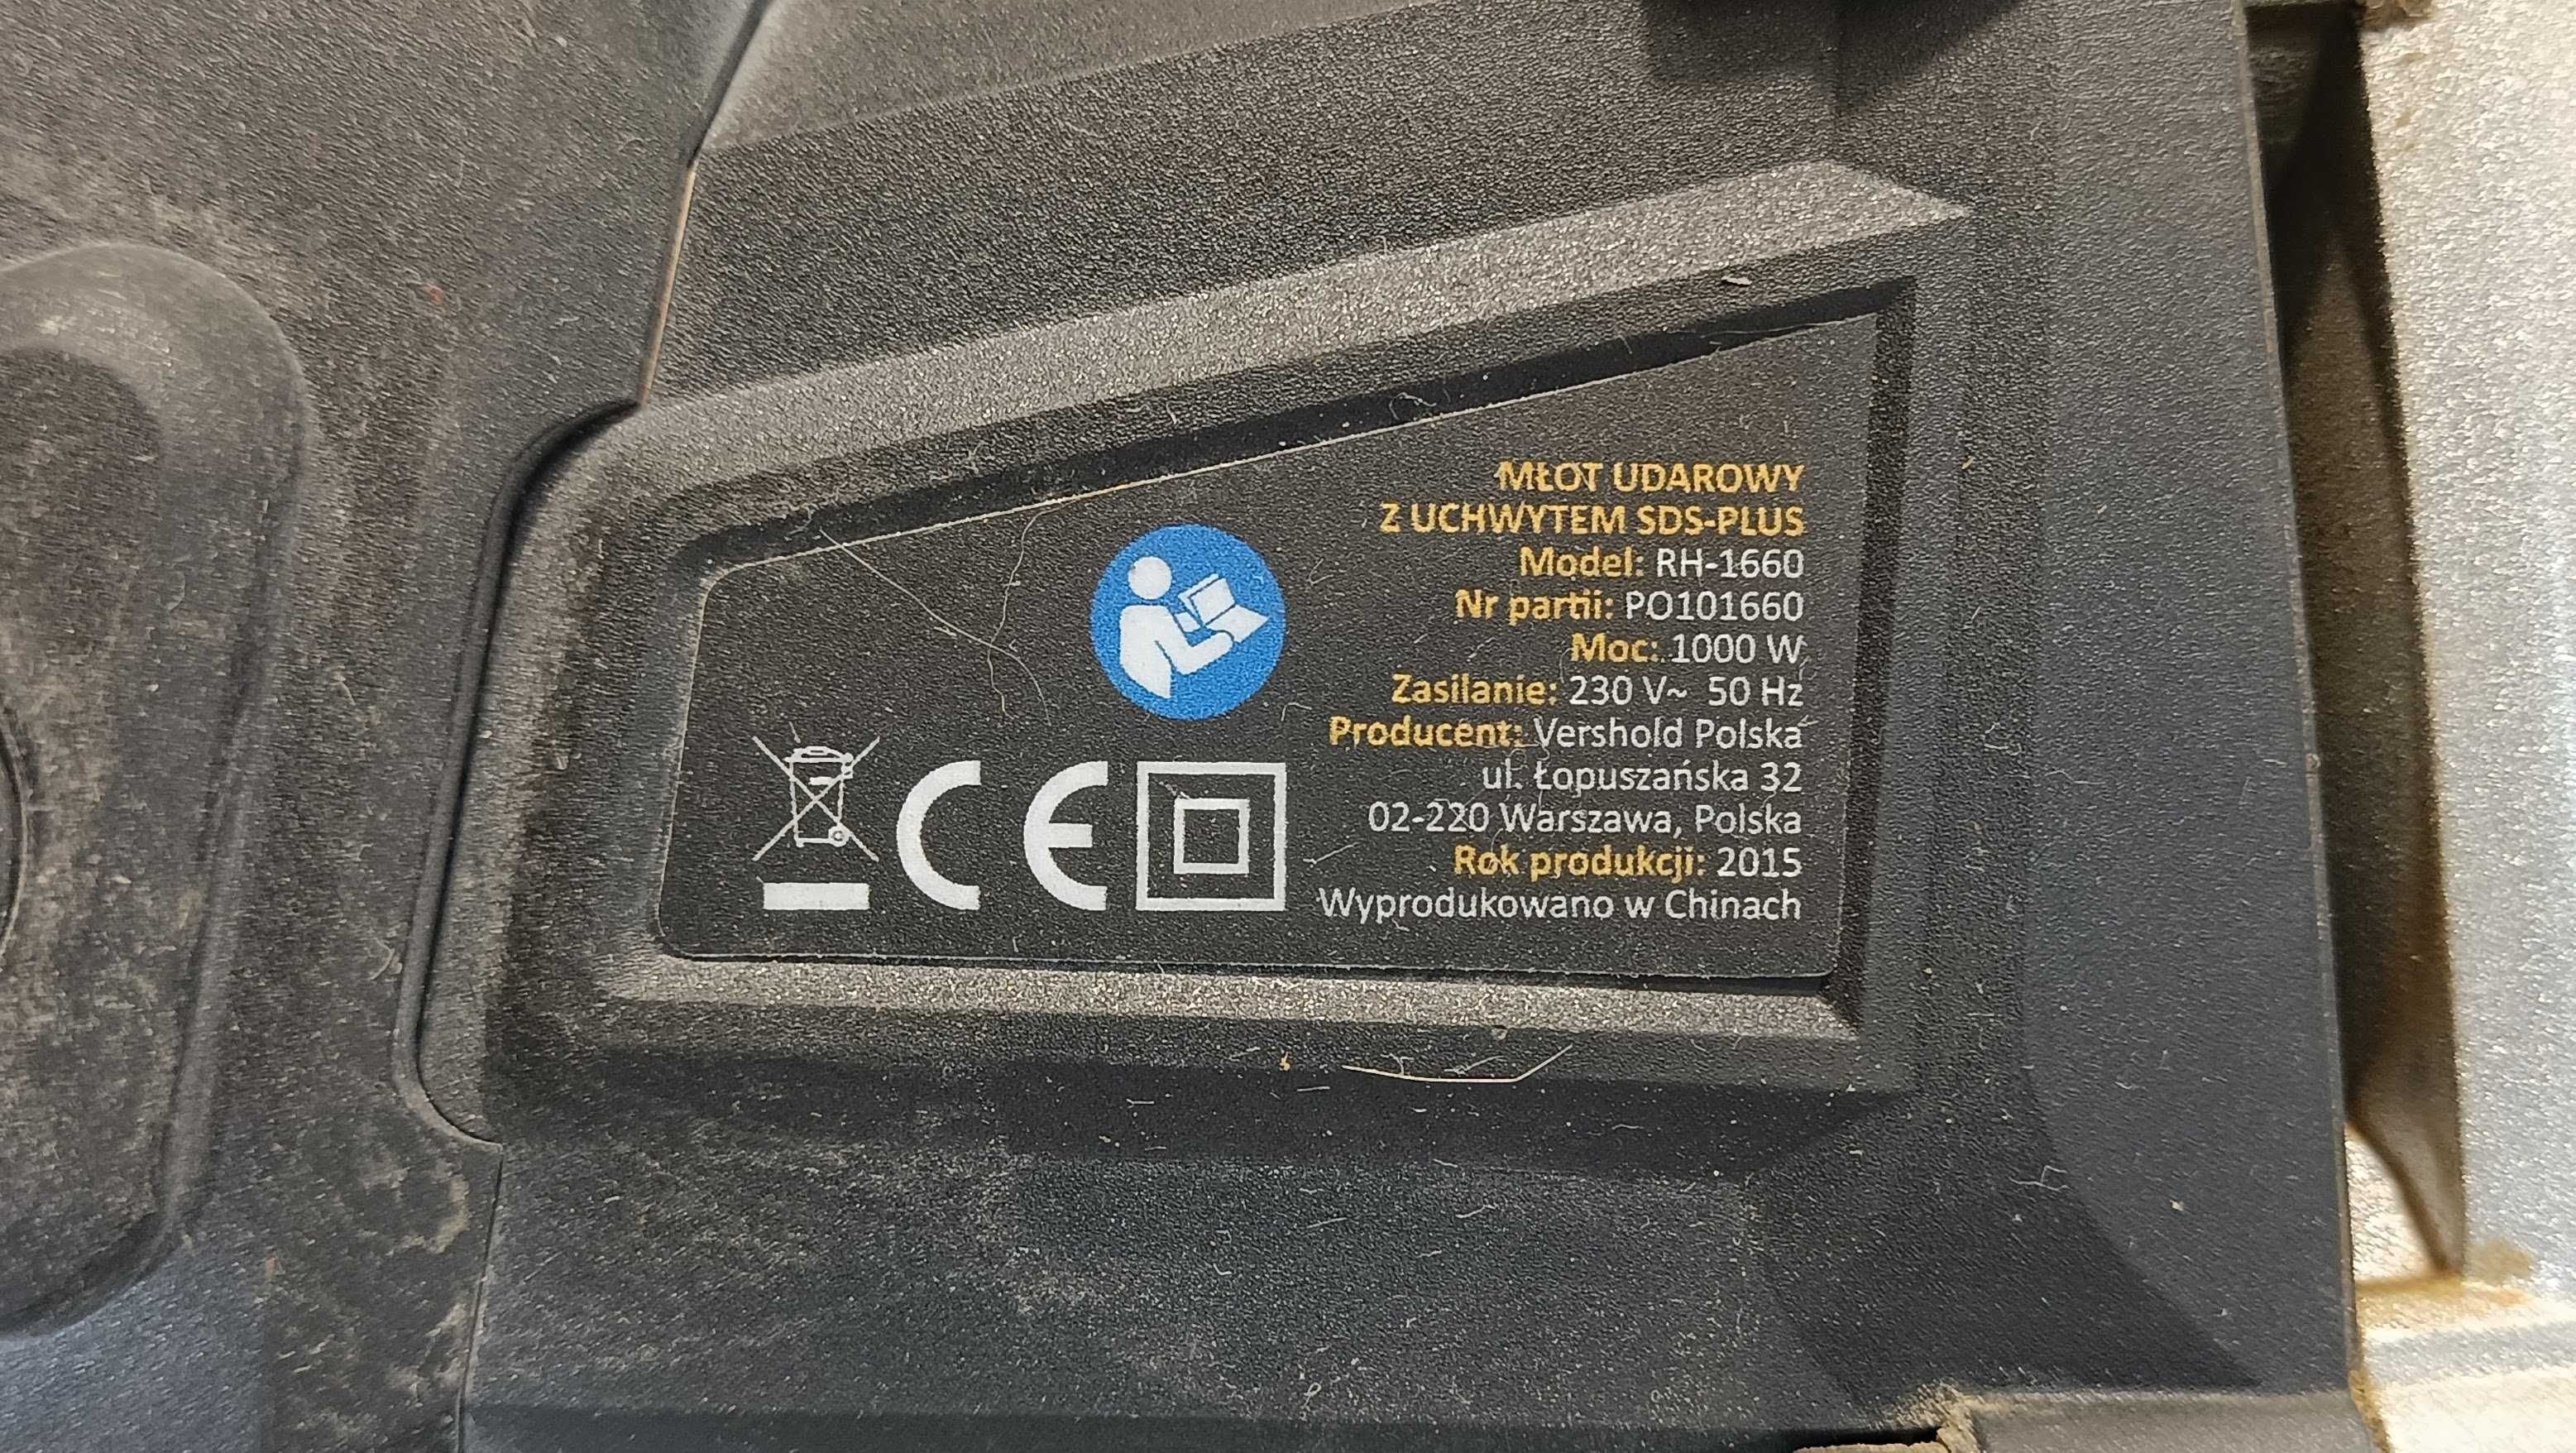 MŁOT UDAROWY
Z UCHWYTEM SDS-PLUS
Model: RH-1660
Nr partii: PO101660
Moc: 1000 W
Zasilanie: 230 V~ 50 Hz
Producent: Vershold Polska
ul. Łopuszańska 32
02-220 Warszawa, Polska
Rok produkcji: 2015
Wyprodukowano w Chinach
CE